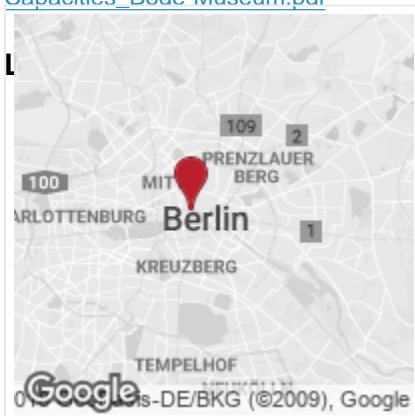 Capacities_Bode-Museum.pdf
L
109
2
PRENZLAUER
BERG
100
MIT
ARLOTTENBURG
Berlin
1
KREUZBERG
TEMPELHOF
Google
is-DE/BKG (©2009), Google